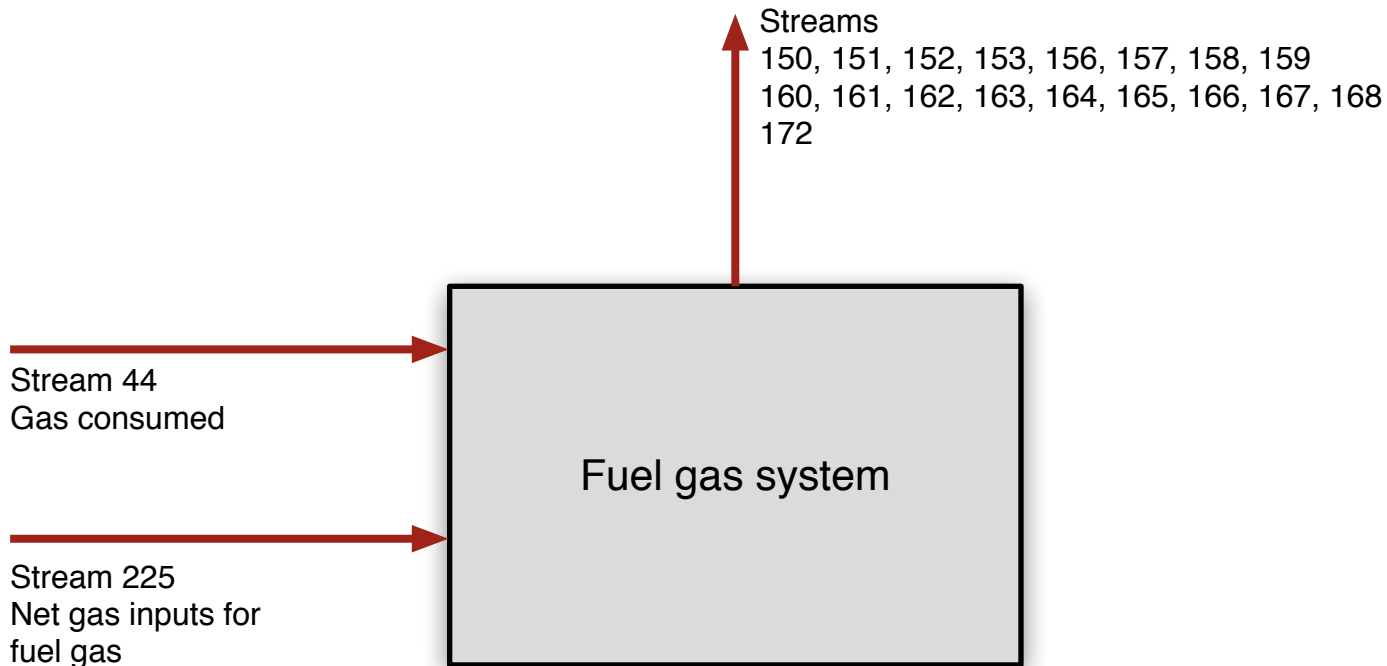 Streams
150, 151, 152, 153, 156, 157, 158, 159
160, 161, 162, 163, 164, 165, 166, 167, 168
172
Stream 44
Gas consumed
Fuel gas system
Stream 225
Net gas inputs for
fuel gas